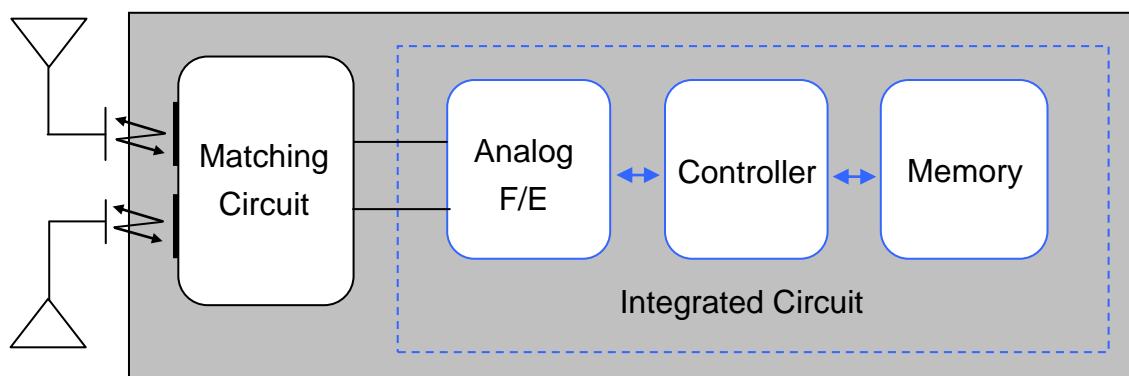 Matching
Circuit
Analog
F/E
Controller
Memory
Integrated Circuit